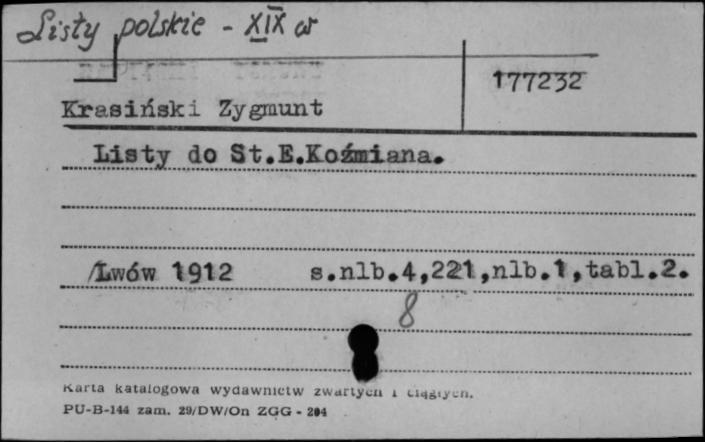 Listy polskie - XIX w
177232
Krasiński Zygmunt
Listy do St.E.Koźmiana.
/Lwów 1912 s.nlb.4,221,nlb.1,tabl.2.
8
Karta katalogowa wydawnictw zwartych i ciągłych.
PU-B-144 zam. 29/DW/On ZGG - 204